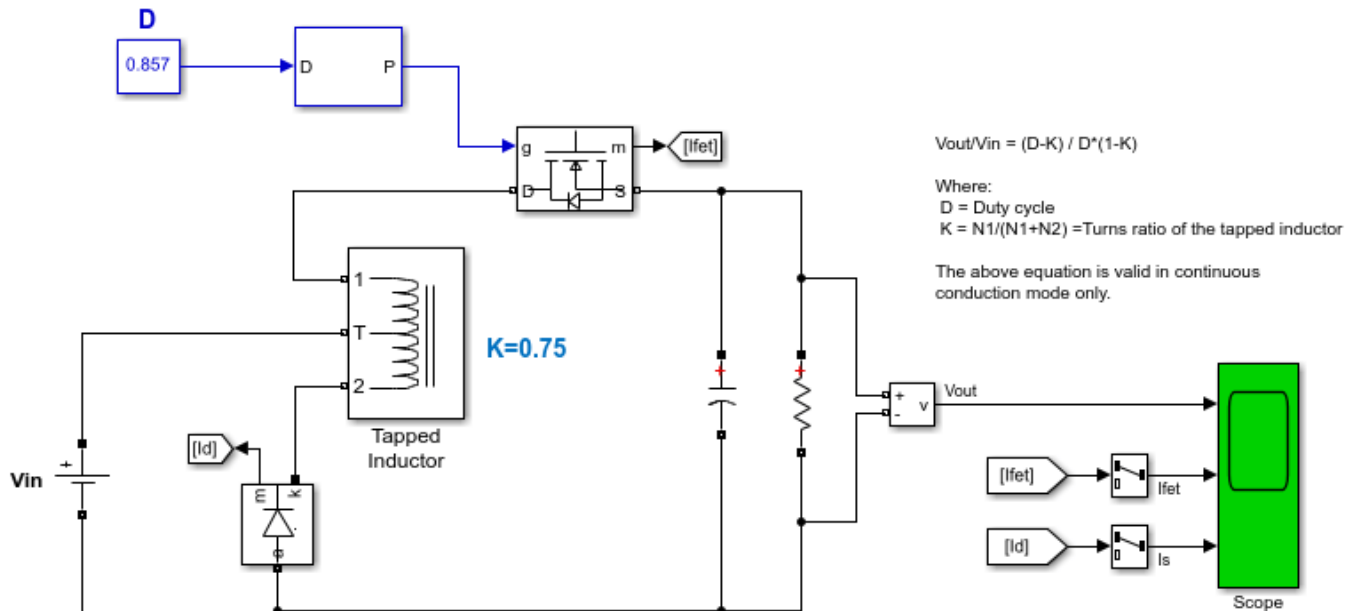 D
0.857
D
P
g
m
[Ifet]
D
S
Vout/Vin = (D-K) / D*(1-K)
Where:
D = Duty cycle
K = N1/(N1+N2) =Turns ratio of the tapped inductor
The above equation is valid in continuous
conduction mode only.
1
T
2
K=0.75
Tapped
Inductor
+
+
+
-
v
Vout
[Id]
m
k
a
Vin
+
[Ifet]
Ifet
[Id]
Is
Scope